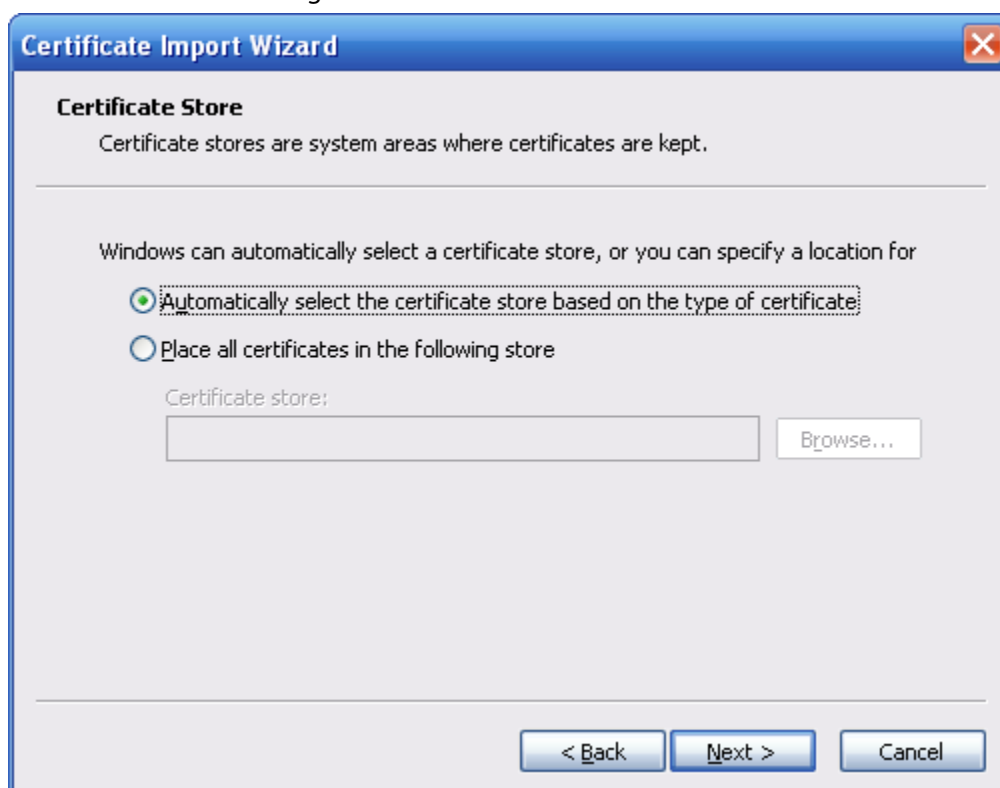 Certificate Import Wizard
Certificate Store
Certificate stores are system areas where certificates are kept.
Windows can automatically select a certificate store, or you can specify a location for
Automatically select the certificate store based on the type of certificate
Place all certificates in the following store
Certificate store:
Browse...
< Back Next > Cancel